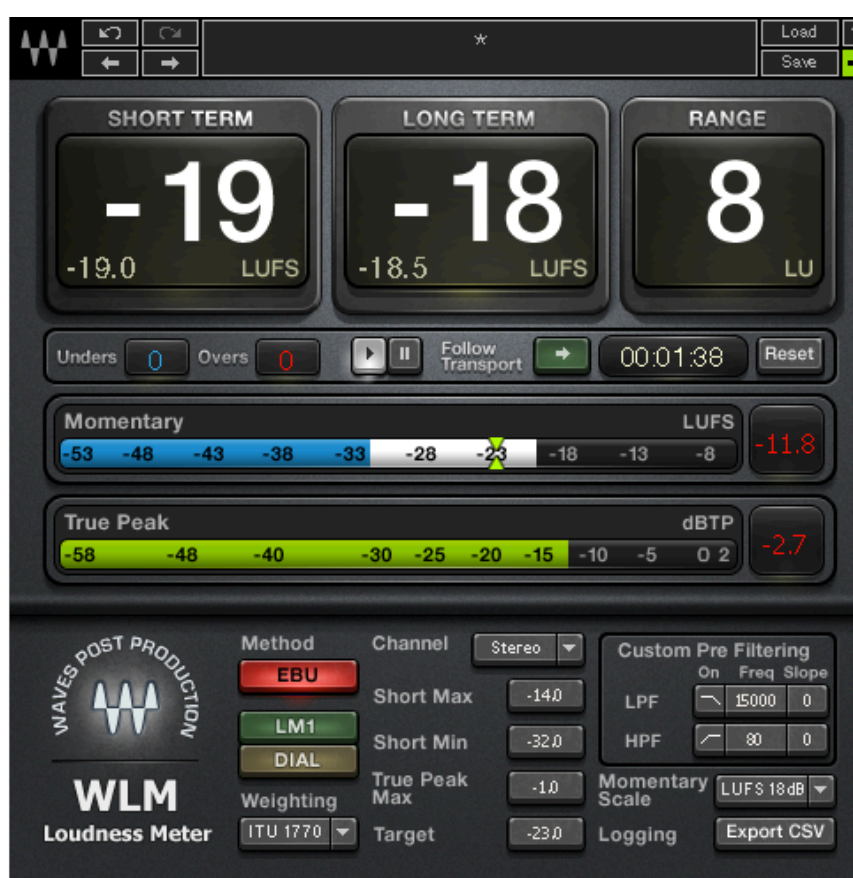 * Load
Save
SHORT TERM LONG TERM RANGE
-19 -18 8
-19.0 LUFS -18.5 LUFS LU
Unders 0 Overs 0 Follow Transport 00:01:38 Reset
Momentary LUFS
-53 -48 -43 -38 -33 -28 -23 -18 -13 -8 -11.8
True Peak dBTP
-58 -48 -40 -30 -25 -20 -15 -10 -5 0 2 -2.7
WAVES POST PRODUCTION
WLM
Loudness Meter
Method
EBU
LM1
DIAL
Weighting
ITU 1770
Channel Stereo
Short Max -14.0
Short Min -32.0
True Peak Max -1.0
Target -23.0
Custom Pre Filtering
On Freq Slope
LPF 15000 0
HPF 80 0
Momentary Scale LUFS 18dB
Logging Export CSV